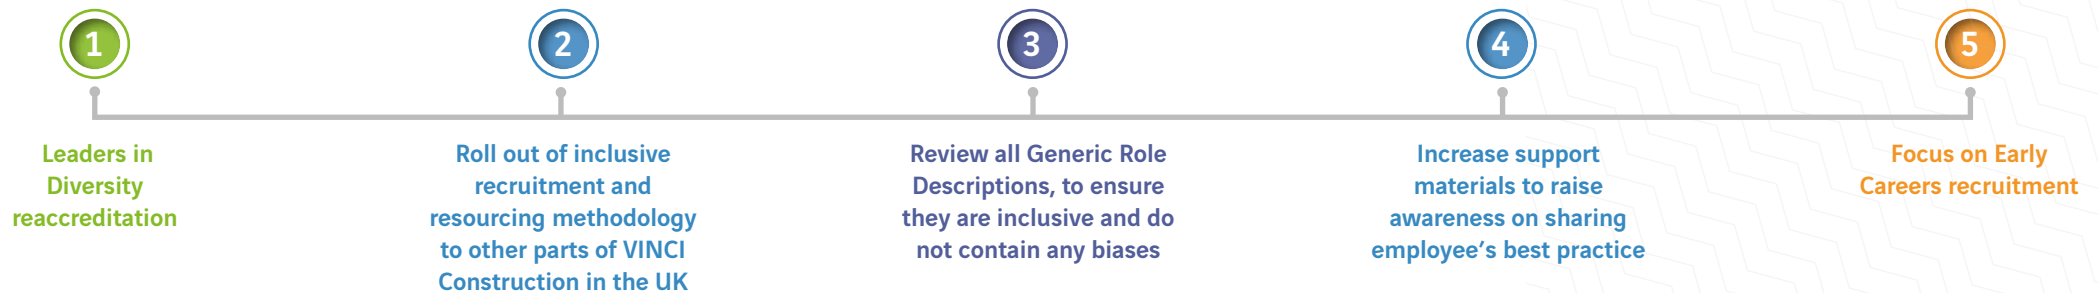 1
Leaders in
Diversity
reaccreditation
2
Roll out of inclusive
recruitment and
resourcing methodology
to other parts of VINCI
Construction in the UK
3
Review all Generic Role
Descriptions, to ensure
they are inclusive and do
not contain any biases
4
Increase support
materials to raise
awareness on sharing
employee’s best practice
5
Focus on Early
Careers recruitment